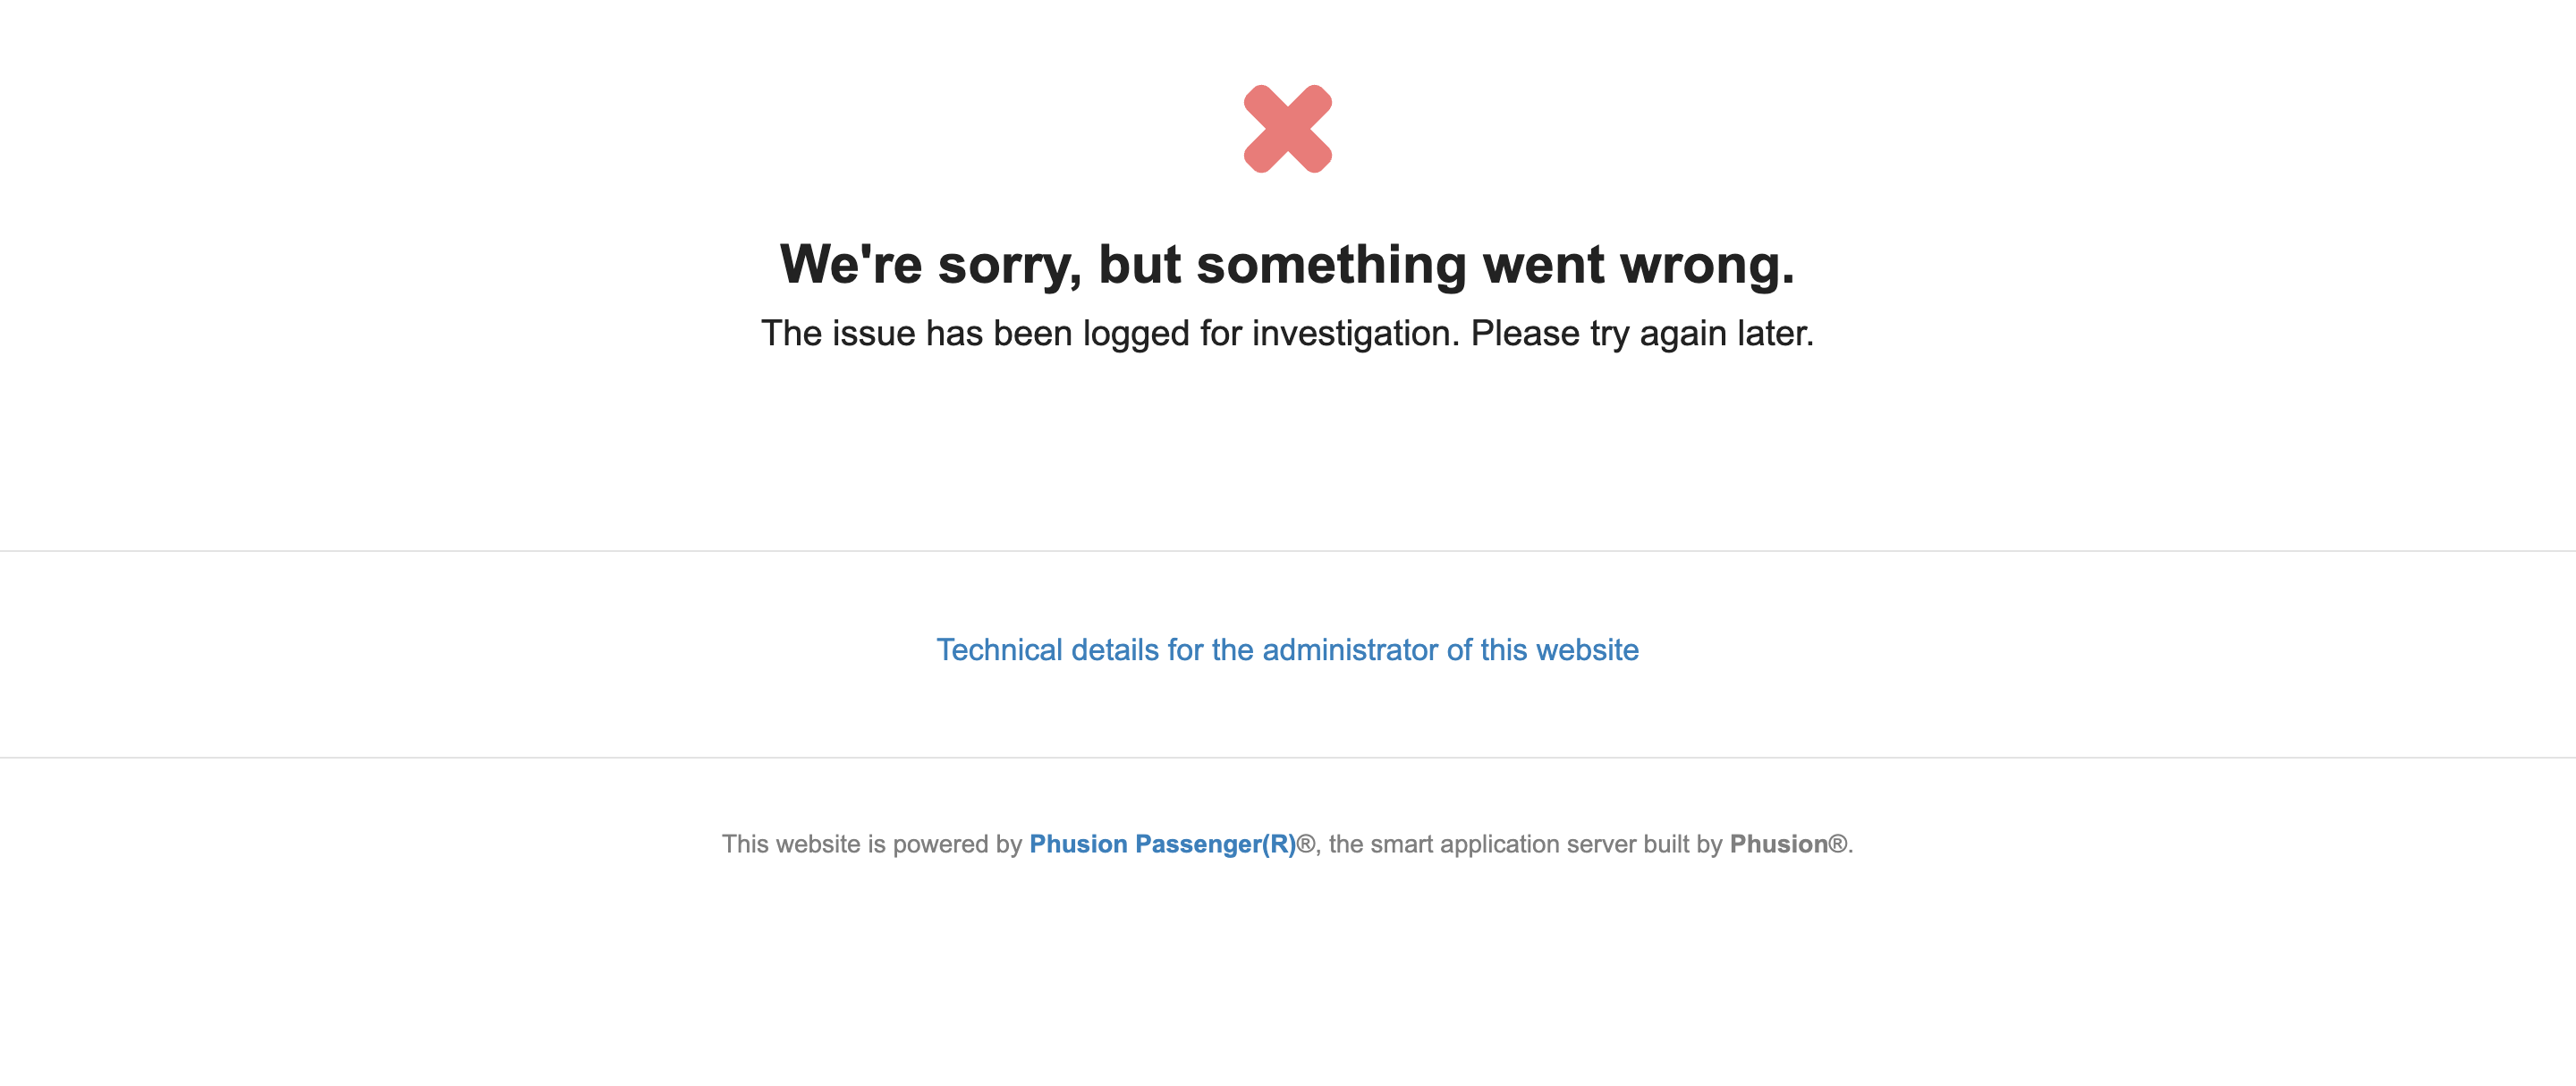 We're sorry, but something went wrong.
The issue has been logged for investigation. Please try again later.
Technical details for the administrator of this website
This website is powered by Phusion Passenger(R)®, the smart application server built by Phusion®.